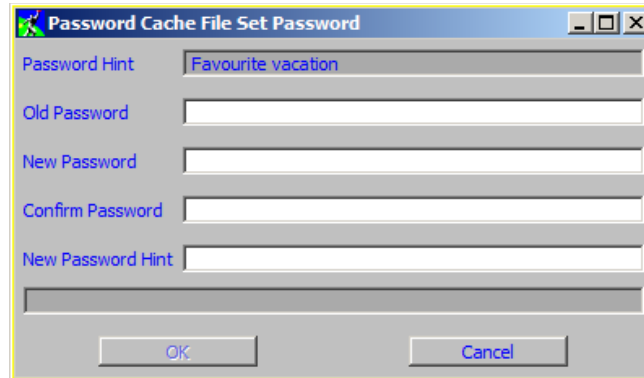 Password Cache File Set Password
Password Hint Favourite vacation
Old Password
New Password
Confirm Password
New Password Hint
OK Cancel